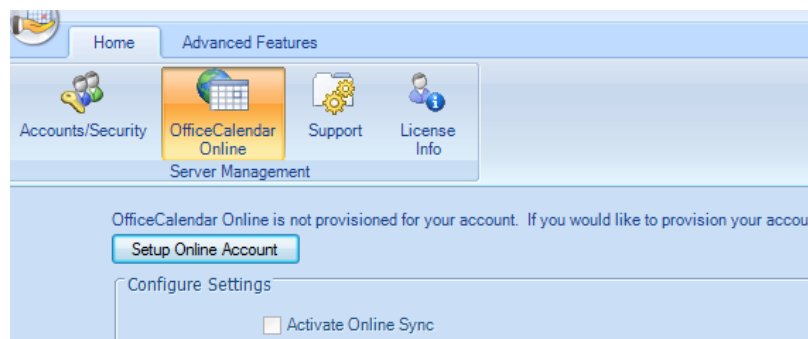 Home Advanced Features
Accounts/Security OfficeCalendar Online Support License Info
Server Management
OfficeCalendar Online is not provisioned for your account. If you would like to provision your
Setup Online Account
Configure Settings
Activate Online Sync